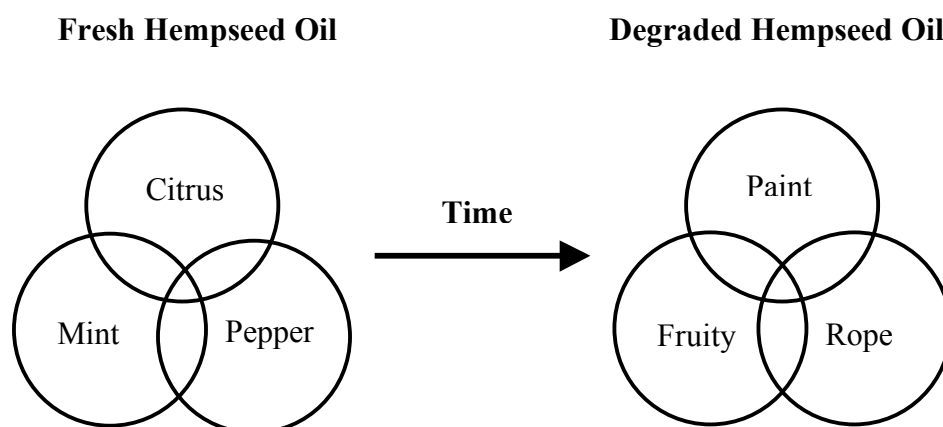 Fresh Hempseed Oil
Degraded Hempseed Oil
Citrus
Mint
Pepper
Time
Paint
Fruity
Rope